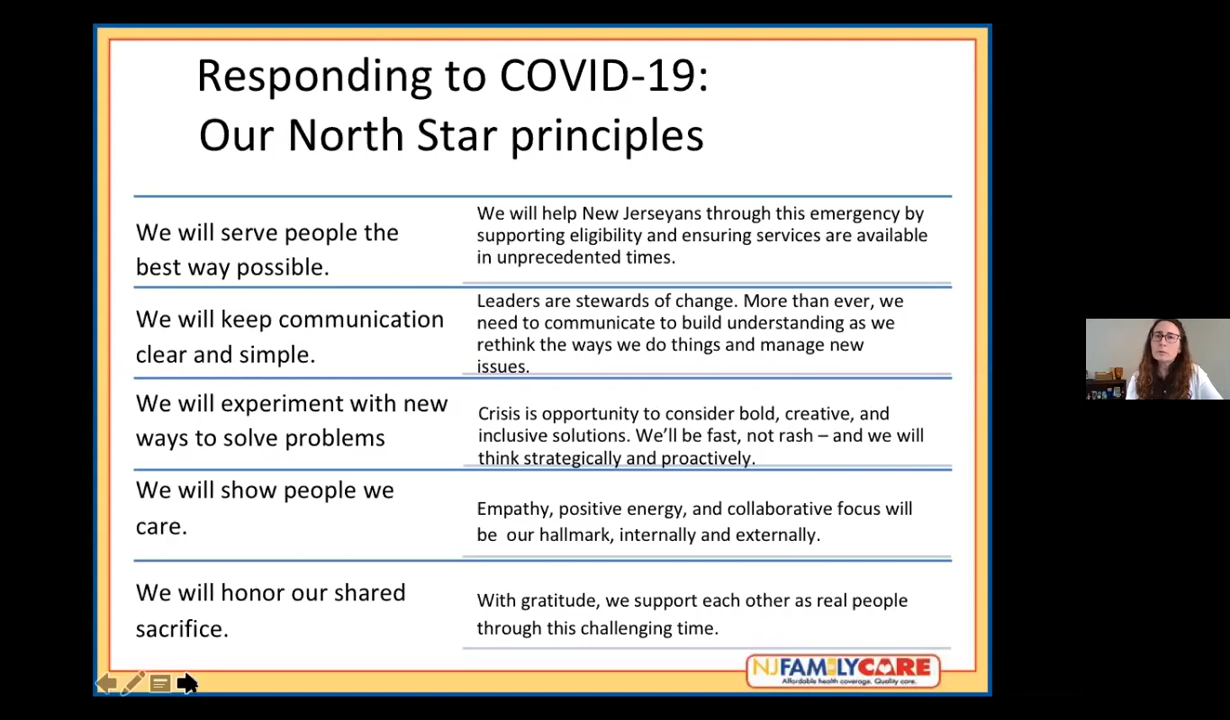 Responding to COVID-19:
Our North Star principles
We will serve people the
best way possible.
We will help New Jerseyans through this emergency by
supporting eligibility and ensuring services are available
in unprecedented times.
We will keep communication
clear and simple.
Leaders are stewards of change. More than ever, we
need to communicate to build understanding as we
rethink the ways we do things and manage new
issues.
We will experiment with new
ways to solve problems
Crisis is opportunity to consider bold, creative, and
inclusive solutions. We'll be fast, not rash – and we will
think strategically and proactively.
We will show people we
care.
Empathy, positive energy, and collaborative focus will
be our hallmark, internally and externally.
We will honor our shared
sacrifice.
With gratitude, we support each other as real people
through this challenging time.
NJFAMILYCARE
Affordable health coverage. Quality care.